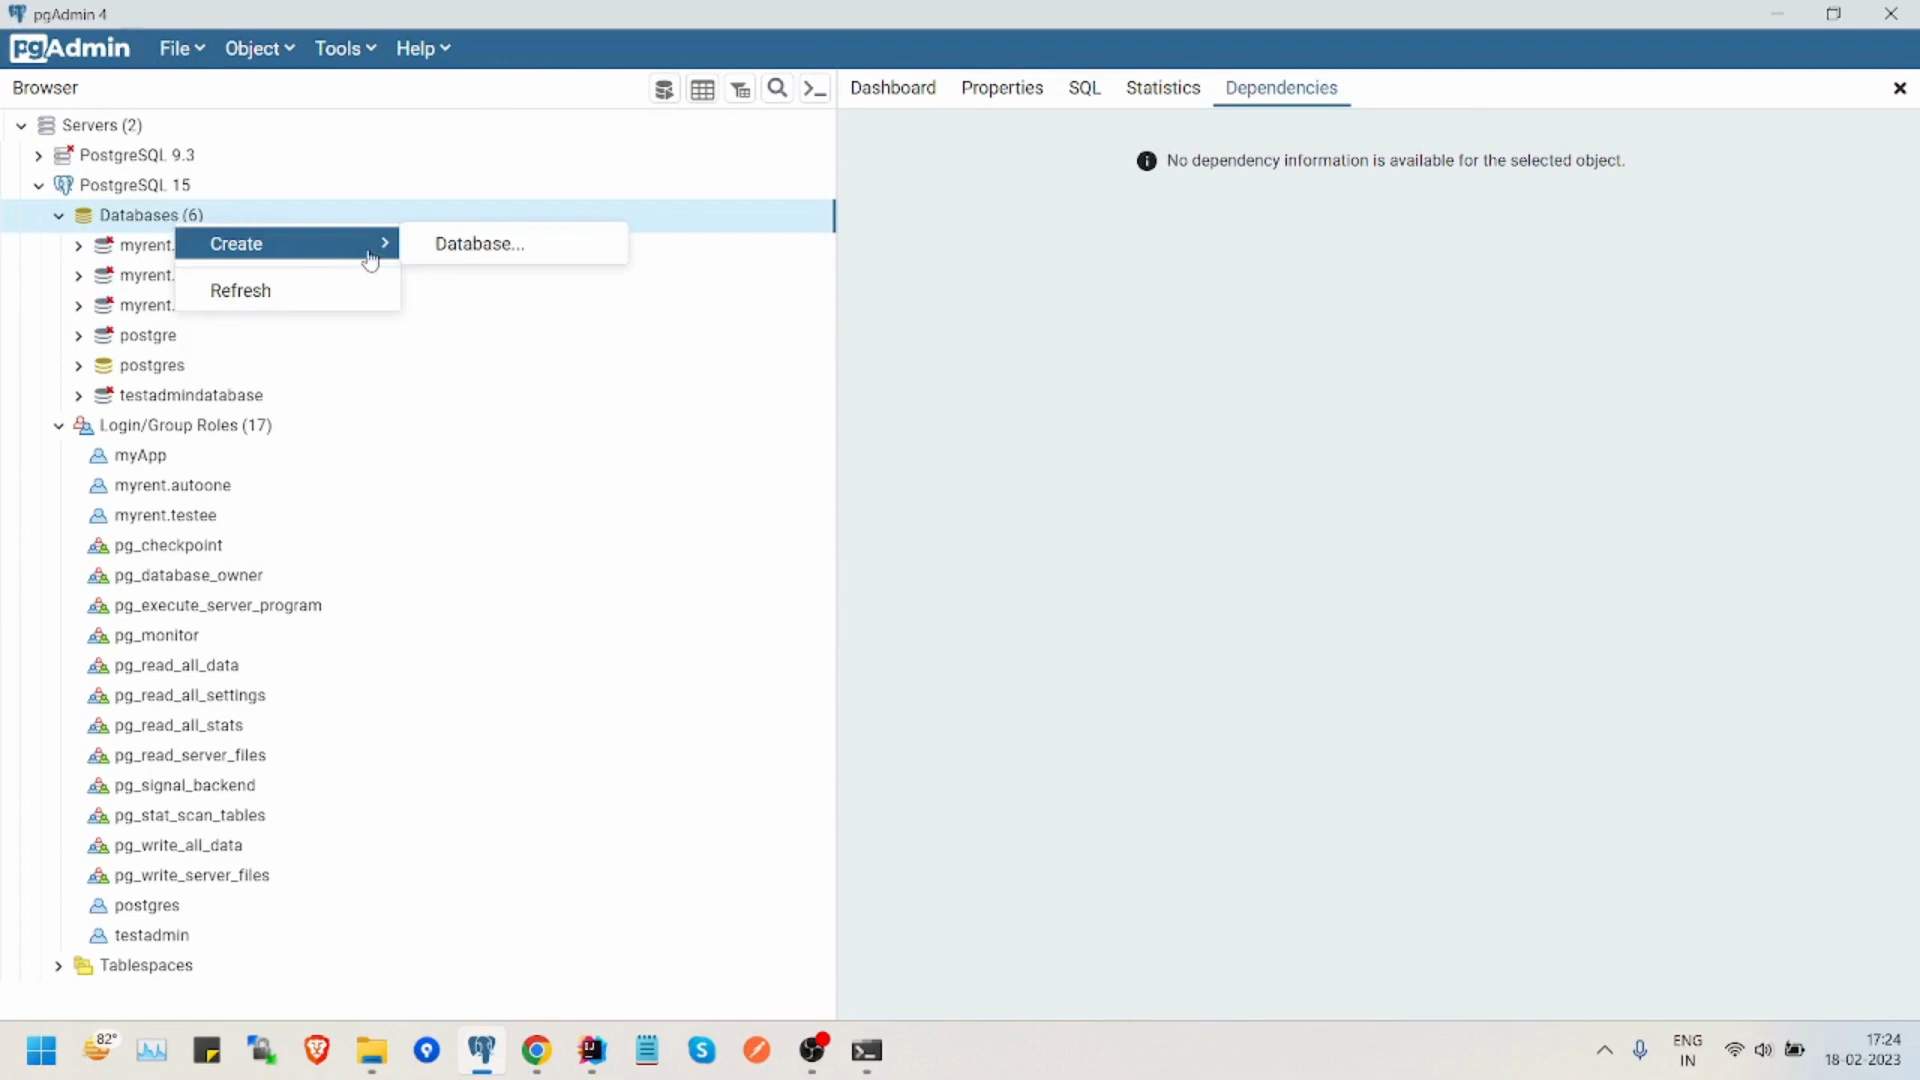 pgAdmin 4
pgAdmin File Object Tools Help
Browser
Dashboard Properties SQL Statistics Dependencies
Servers (2)
PostgreSQL 9.3
PostgreSQL 15
Databases (6)
myrent.
myrent.
myrent.
postgre
postgres
testadmindatabase
Login/Group Roles (17)
myApp
myrent.autoone
myrent.testee
pg_checkpoint
pg_database_owner
pg_execute_server_program
pg_monitor
pg_read_all_data
pg_read_all_settings
pg_read_all_stats
pg_read_server_files
pg_signal_backend
pg_stat_scan_tables
pg_write_all_data
pg_write_server_files
postgres
testadmin
Tablespaces
Create
Refresh
Database...
No dependency information is available for the selected object.
82°
ENG
IN
17:24
18-02-2023